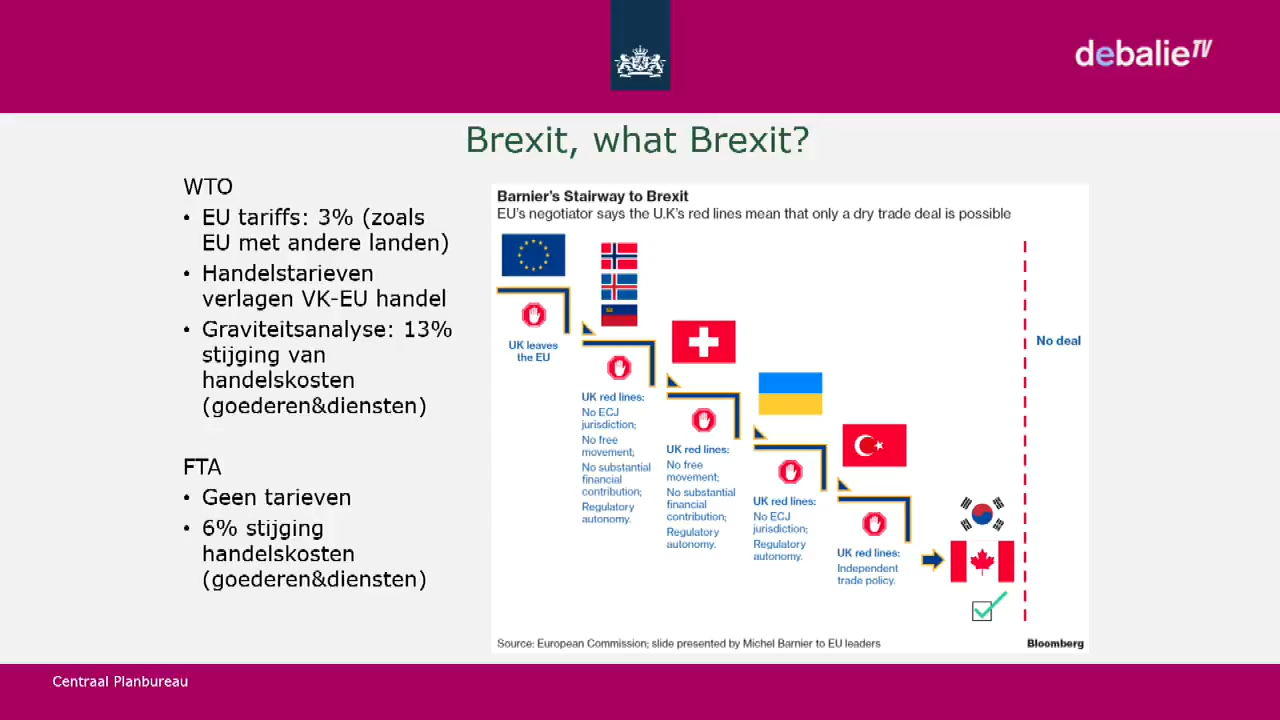 debalieTV
Brexit, what Brexit?
WTO
• EU tariffs: 3% (zoals
EU met andere landen)
• Handelstarieven
verlagen VK-EU handel
• Graviteitsanalyse: 13%
stijging van
handelskosten
(goederen&diensten)
FTA
• Geen tarieven
• 6% stijging
handelskosten
(goederen&diensten)
Barnier's Stairway to Brexit
EU's negotiator says the U.K's red lines mean that only a dry trade deal is possible
UK leaves
the EU
UK red lines:
No ECJ
jurisdiction;
No free
movement;
No substantial
financial
contribution;
Regulatory
autonomy.
UK red lines:
No free
movement;
No substantial
financial
contribution;
Regulatory
autonomy.
UK red lines:
No ECJ
jurisdiction;
Regulatory
autonomy.
UK red lines:
Independent
trade policy.
No deal
Source: European Commission; slide presented by Michel Barnier to EU leaders
Bloomberg
Centraal Planbureau